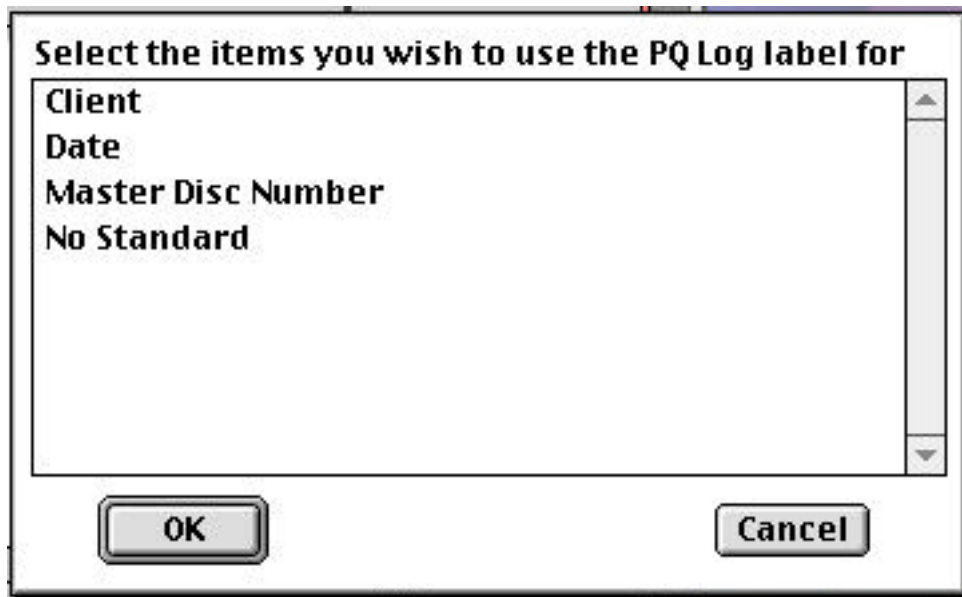 Select the items you wish to use the PQ Log label for
Client
Date
Master Disc Number
No Standard
OK
Cancel